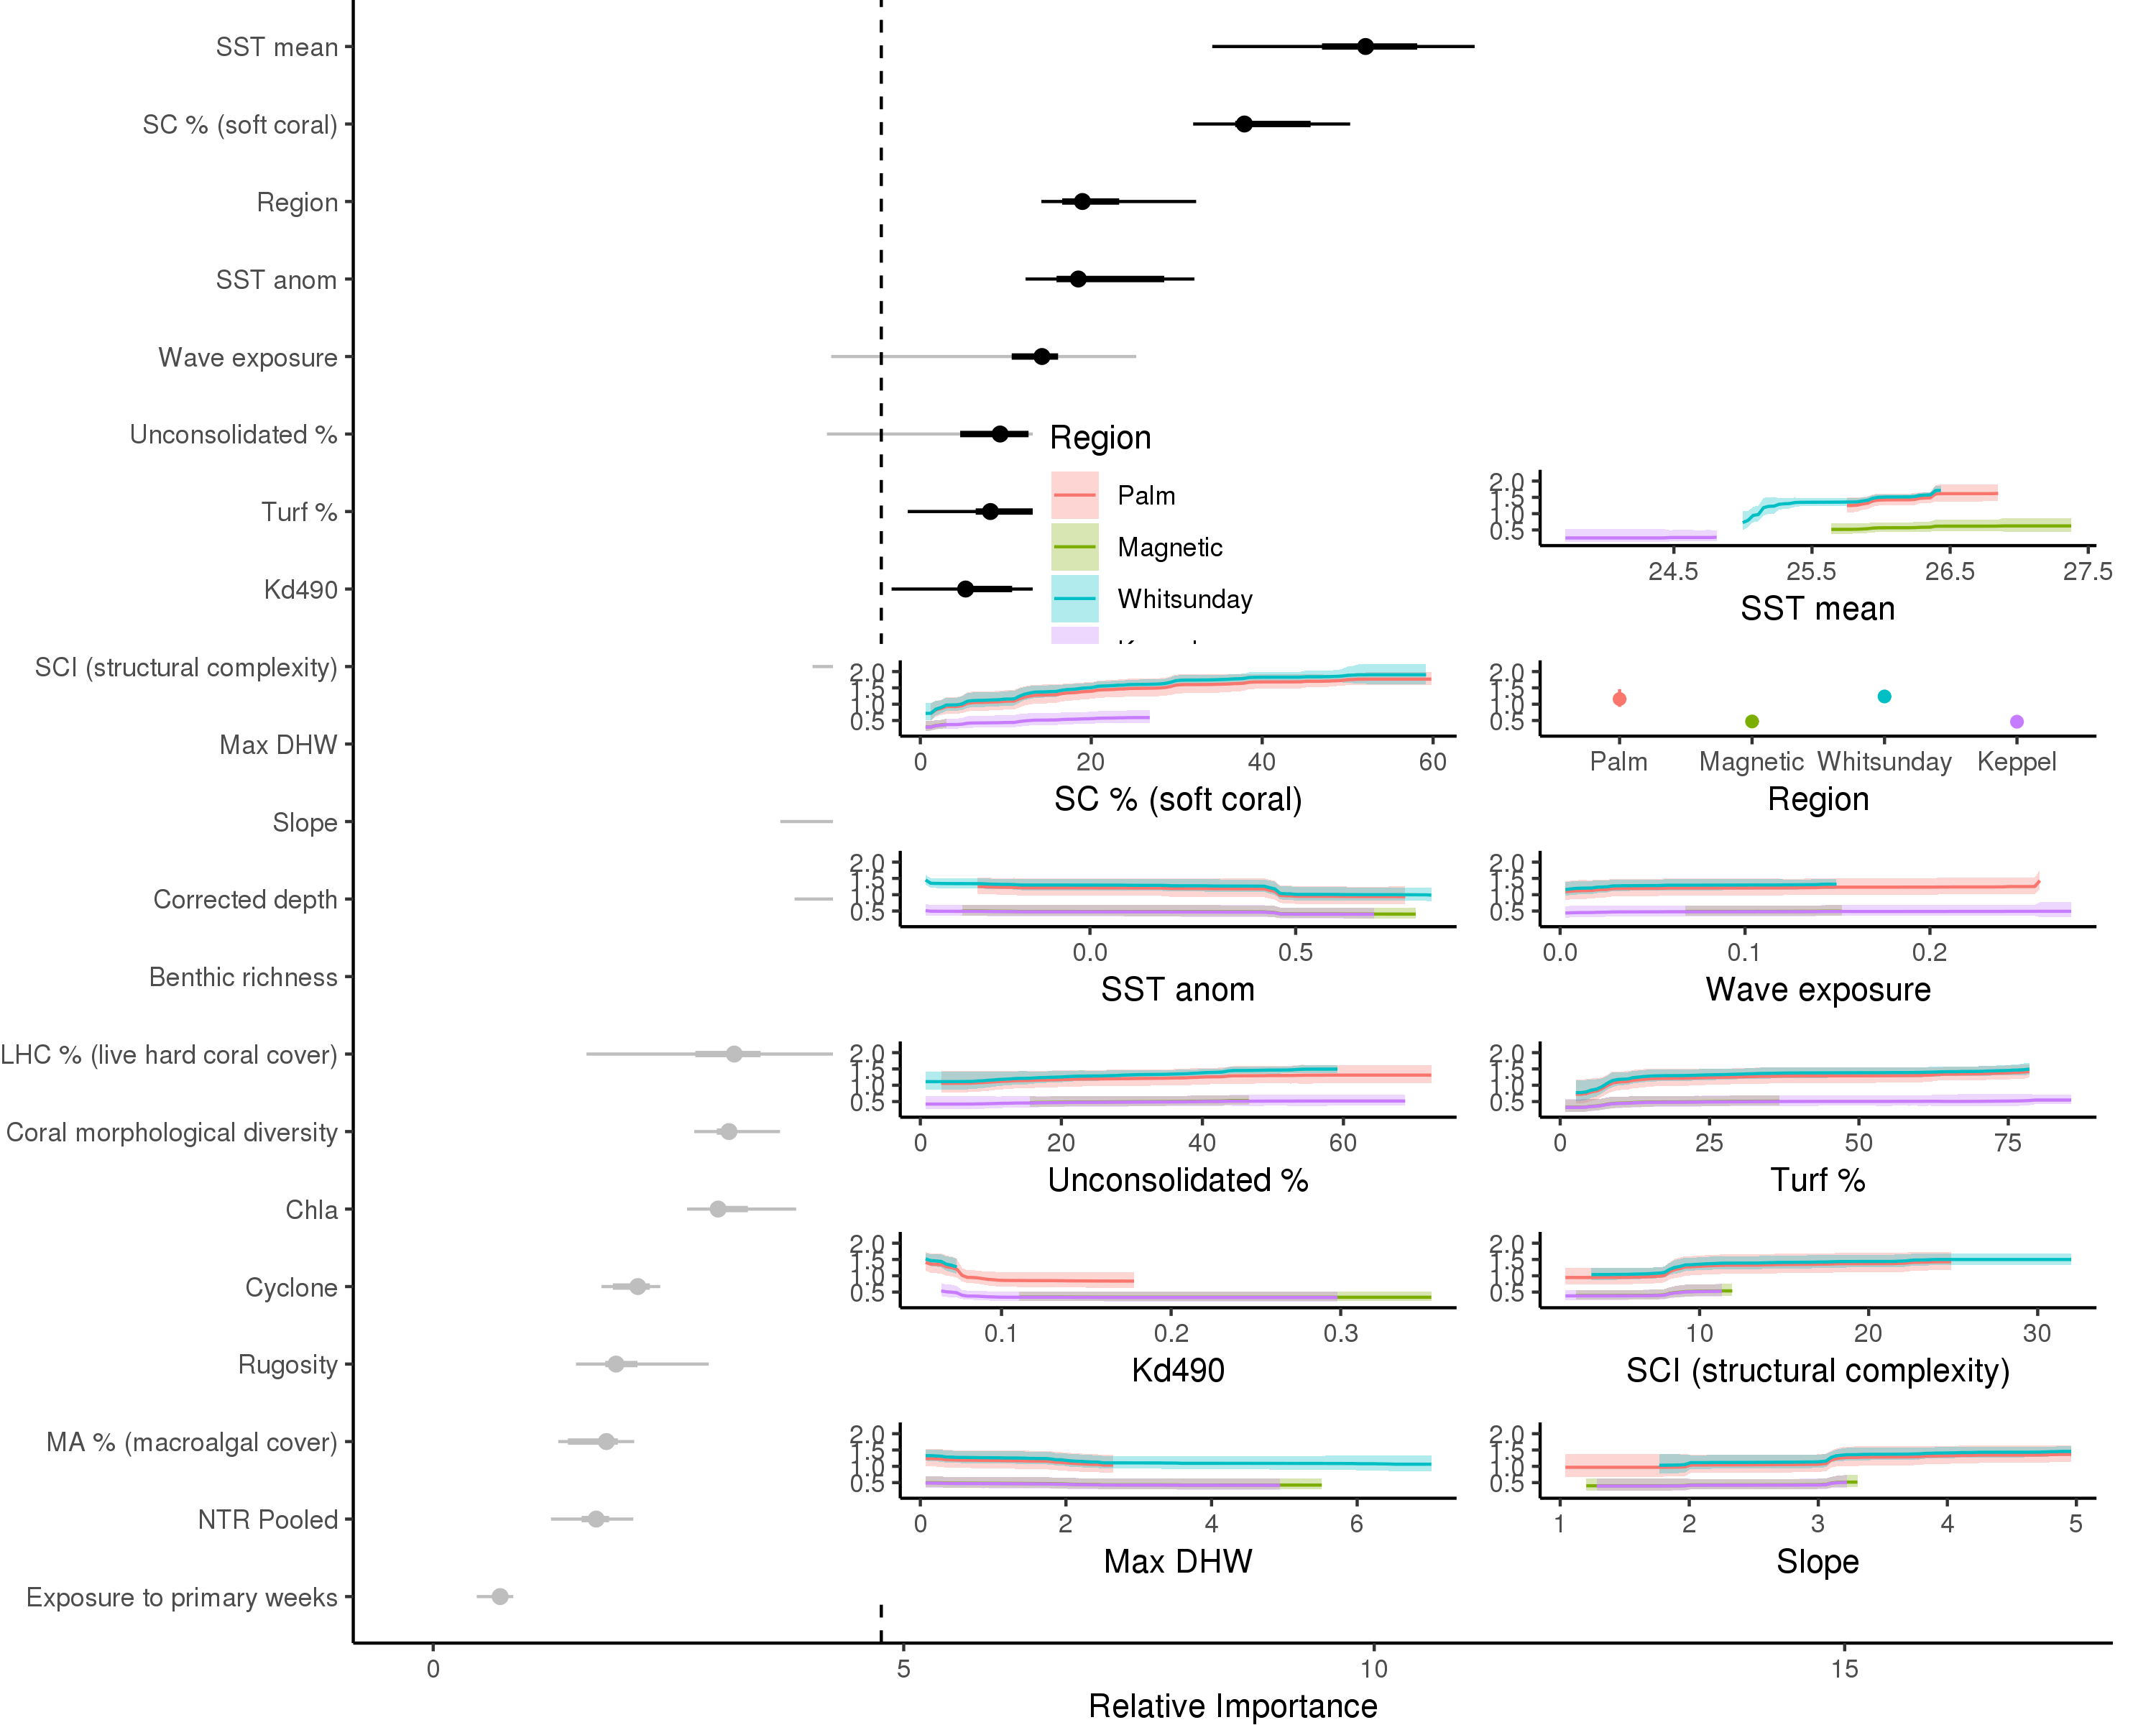 SST mean
SC % (soft coral)
Region
SST anom
Wave exposure
Unconsolidated %
Turf %
Kd490
SCI (structural complexity)
Max DHW
Slope
Corrected depth
Benthic richness
LHC % (live hard coral cover)
Coral morphological diversity
Chla
Cyclone
Rugosity
MA % (macroalgal cover)
NTR Pooled
Exposure to primary weeks
0 5 10 15
Relative Importance
Region
Palm
Magnetic
Whitsunday
2.0
1.5
1.0
0.5
24.5 25.5 26.5 27.5
SST mean
2.0
1.5
1.0
0.5
0 20 40 60
SC % (soft coral)
2.0
1.5
1.0
0.5
Palm Magnetic Whitsunday Keppel
Region
2.0
1.5
1.0
0.5
0.0 0.5
SST anom
2.0
1.5
1.0
0.5
0.0 0.1 0.2
Wave exposure
2.0
1.5
1.0
0.5
0 20 40 60
Unconsolidated %
2.0
1.5
1.0
0.5
0 25 50 75
Turf %
2.0
1.5
1.0
0.5
0.1 0.2 0.3
Kd490
2.0
1.5
1.0
0.5
10 20 30
SCI (structural complexity)
2.0
1.5
1.0
0.5
0 2 4 6
Max DHW
2.0
1.5
1.0
0.5
1 2 3 4 5
Slope